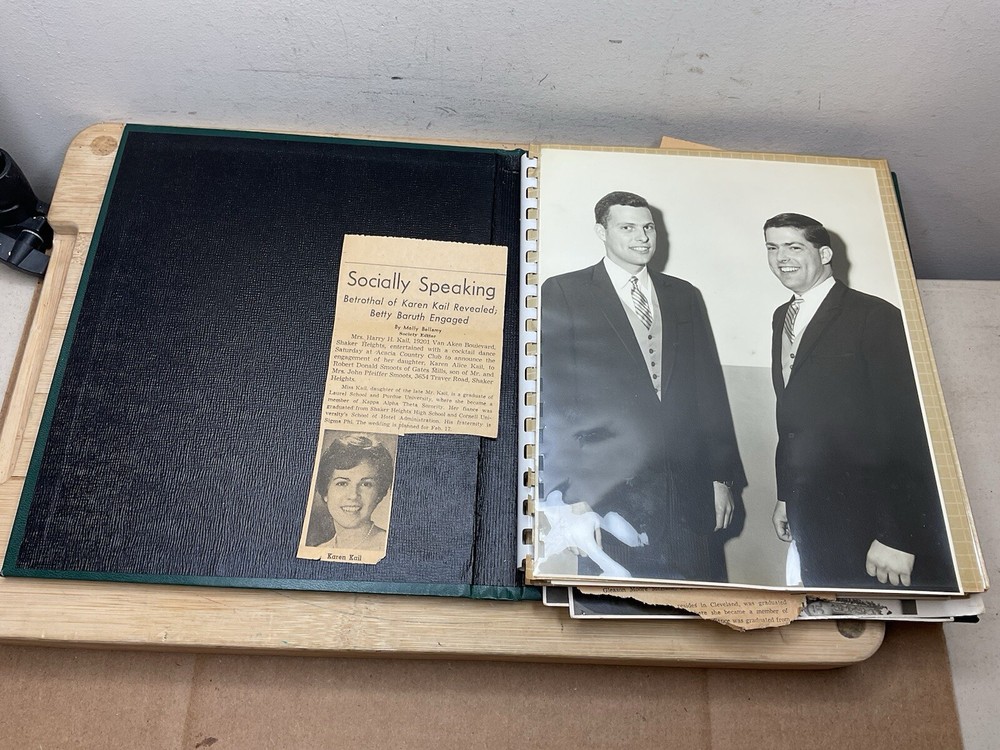 Socially Speaking
Betrothal of Karen Kail Revealed;
Betty Baruth Engaged
By Molly Bellamy
Society Editor
Mrs. Harry H. Kail, 19201 Van Aken Boulevard,
Shaker Heights, entertained with a cocktail dance
Saturday at Acacia Country Club to announce the
engagement of her daughter, Karen Alice Kail, to
Robert Donald Smoots of Gates Mills, son of Mr. and
Mrs. John Pfeiffer Smoots, 3654 Traver Road, Shaker
Heights.
Miss Kail, daughter of the late Mr. Kail, is a graduate of
Laurel School and Purdue University, where she became a
member of Kappa Alpha Theta Sorority. Her fiance was
graduated from Shaker Heights High School and Cornell Uni-
versity's School of Hotel Administration. His fraternity is
Sigma Phi. The wedding is planned for Feb. 17.
Karen Kail
Gleason Moore
resides in Cleveland, was graduated
where she became a member of
was graduated from